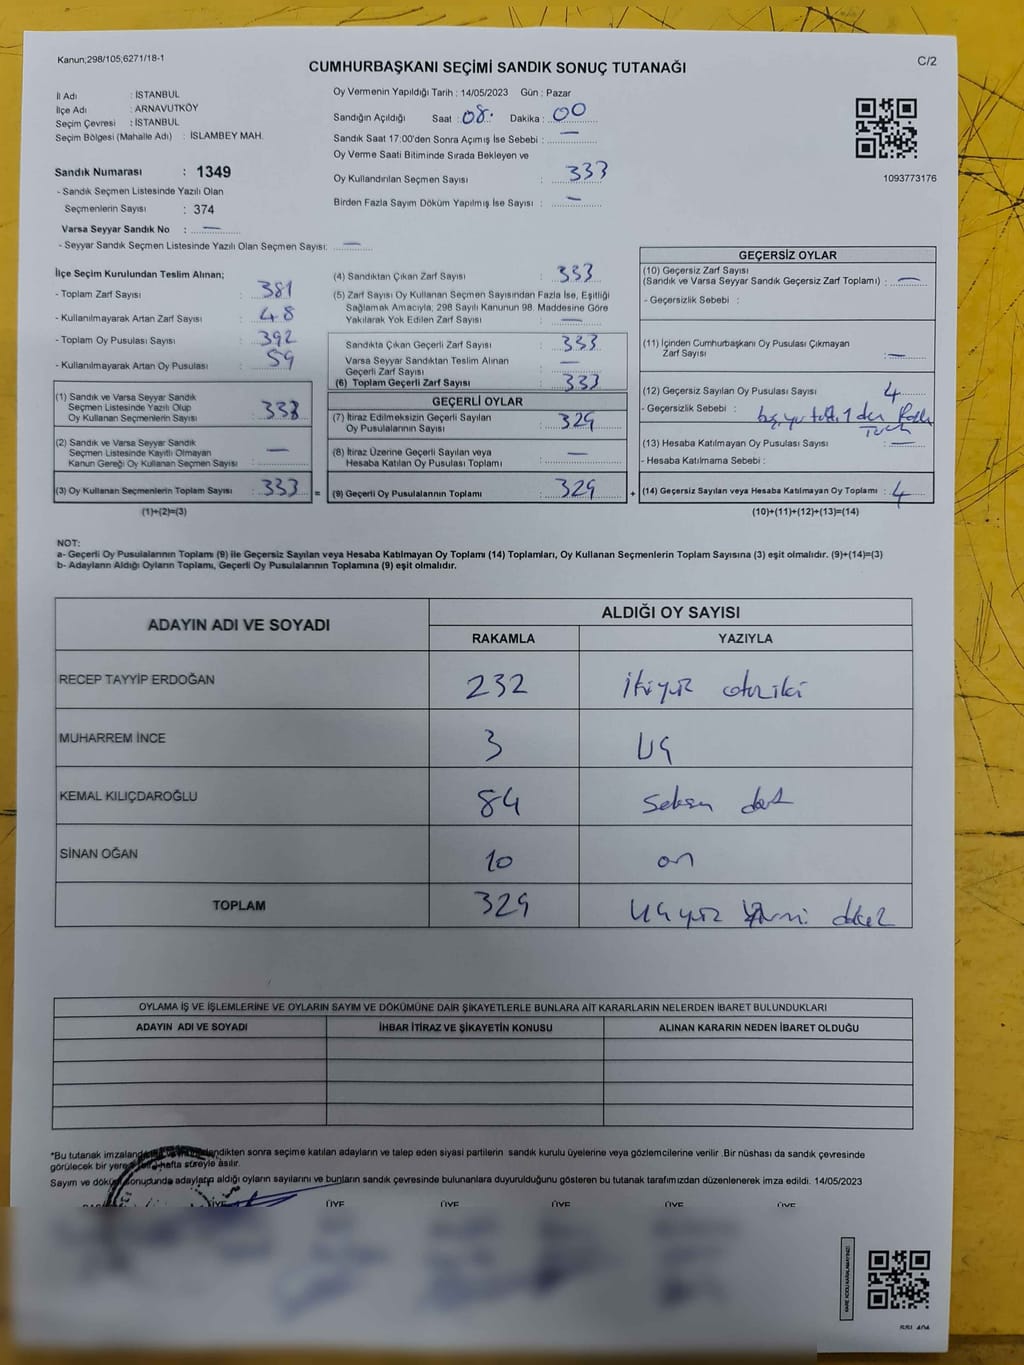 Kanun;298/105;6271/18-1
C/2
CUMHURBAŞKANI SEÇİMİ SANDIK SONUÇ TUTANAĞI
İl Adı : İSTANBUL
İlçe Adı : ARNAVUTKÖY
Seçim Çevresi : İSTANBUL
Seçim Bölgesi (Mahalle Adı) : İSLAMBEY MAH.
Sandık Numarası : 1349
- Sandık Seçmen Listesinde Yazılı Olan
Seçmenlerin Sayısı : 374
Varsa Seyyar Sandık No : —
- Seyyar Sandık Seçmen Listesinde Yazılı Olan Seçmen Sayısı: —
Oy Vermenin Yapıldığı Tarih : 14/05/2023 Gün : Pazar
Sandığın Açıldığı Saat : 08. Dakika : 00
Sandık Saat 17:00'den Sonra Açımış İse Sebebi : —
Oy Verme Saati Bitiminde Sırada Bekleyen ve
Oy Kullandırılan Seçmen Sayısı : 333
Birden Fazla Sayım Döküm Yapılmış İse Sayısı : —
1093773176
İlçe Seçim Kurulundan Teslim Alınan;
- Toplam Zarf Sayısı : 381
- Kullanılmayarak Artan Zarf Sayısı : 48
- Toplam Oy Pusulası Sayısı : 392
- Kullanılmayarak Artan Oy Pusulası : 59
(1) Sandık ve Varsa Seyyar Sandık
Seçmen Listesinde Yazılı Olup
Oy Kullanan Seçmenlerin Sayısı : 333
(2) Sandık ve Varsa Seyyar Sandık
Seçmen Listesinde Kayıtlı Olmayan
Kanun Gereği Oy Kullanan Seçmen Sayısı : —
(3) Oy Kullanan Seçmenlerin Toplam Sayısı : 333 =
(1)+(2)=(3)
(4) Sandıktan Çıkan Zarf Sayısı : 333
(5) Zarf Sayısı Oy Kullanan Seçmen Sayısından Fazla İse, Eşitliği
Sağlamak Amacıyla; 298 Sayılı Kanunun 98. Maddesine Göre
Yakılarak Yok Edilen Zarf Sayısı : —
Sandıkta Çıkan Geçerli Zarf Sayısı : 333
Varsa Seyyar Sandıktan Teslim Alınan
Geçerli Zarf Sayısı : —
(6) Toplam Geçerli Zarf Sayısı : 333
GEÇERLİ OYLAR
(7) İtiraz Edilmeksizin Geçerli Sayılan
Oy Pusulalarının Sayısı : 329
(8) İtiraz Üzerine Geçerli Sayılan veya
Hesaba Katılan Oy Pusulası Toplamı : —
(9) Geçerli Oy Pusulalarının Toplamı : 329 +
GEÇERSİZ OYLAR
(10) Geçersiz Zarf Sayısı
(Sandık ve Varsa Seyyar Sandık Geçersiz Zarf Toplamı) : —
- Geçersizlik Sebebi :
(11) İçinden Cumhurbaşkanı Oy Pusulası Çıkmayan
Zarf Sayısı : —
(12) Geçersiz Sayılan Oy Pusulası Sayısı 4
- Geçersizlik Sebebi : 1 den fazla
(13) Hesaba Katılmayan Oy Pusulası Sayısı : —
- Hesaba Katılmama Sebebi :
(14) Geçersiz Sayılan veya Hesaba Katılmayan Oy Toplamı : 4
(10)+(11)+(12)+(13)=(14)
NOT:
a- Geçerli Oy Pusulalarının Toplamı (9) ile Geçersiz Sayılan veya Hesaba Katılmayan Oy Toplamı (14) Toplamları, Oy Kullanan Seçmenlerin Toplam Sayısına (3) eşit olmalıdır. (9)+(14)=(3)
b- Adayların Aldığı Oyların Toplamı, Geçerli Oy Pusulalarının Toplamına (9) eşit olmalıdır.
ADAYIN ADI VE SOYADI
ALDIĞI OY SAYISI
RAKAMLA YAZIYLA
RECEP TAYYİP ERDOĞAN 232 ikiyüz otuziki
MUHARREM İNCE 3 üç
KEMAL KILIÇDAROĞLU 84 seksen dört
SİNAN OĞAN 10 on
TOPLAM 329 üçyüz yirmi dokuz
OYLAMA İŞ VE İŞLEMLERİNE VE OYLARIN SAYIM VE DÖKÜMÜNE DAİR ŞİKAYETLERLE BUNLARA AİT KARARLARIN NELERDEN İBARET BULUNDUKLARI
ADAYIN ADI VE SOYADI İHBAR İTİRAZ VE ŞİKAYETİN KONUSU ALINAN KARARIN NEDEN İBARET OLDUĞU
*Bu tutanak sonra seçime katılan adayların ve talep eden siyasi partilerin sandık kurulu üyelerine veya gözlemcilerine verilir .Bir nüshası da sandık çevresinde
görülecek bir yere hafta süreyle asılır.
Sayım ve döküm sonucunda adayların aldığı oyların sayılarını ve bunların sandık çevresinde bulunanlara duyurulduğunu gösteren bu tutanak tarafımızdan düzenlenerek imza edildi. 14/05/2023
ÜYE ÜYE ÜYE ÜYE ÜYE ÜYE